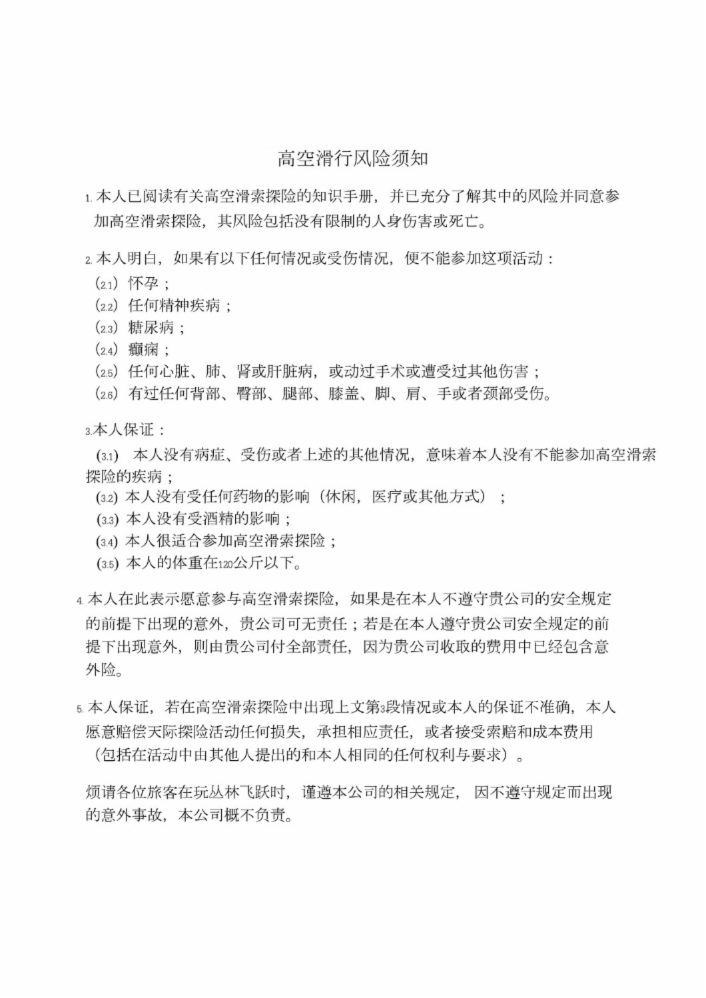 高空滑行风险须知
1. 本人已阅读有关高空滑索探险的知识手册，并已充分了解其中的风险并同意参
加高空滑索探险，其风险包括没有限制的人身伤害或死亡。
2. 本人明白，如果有以下任何情况或受伤情况，便不能参加这项活动：
（2.1）怀孕；
（2.2）任何精神疾病；
（2.3）糖尿病；
（2.4）癫痫；
（2.5）任何心脏、肺、肾或肝脏病，或动过手术或遭受过其他伤害；
（2.6）有过任何背部、臀部、腿部、膝盖、脚、肩、手或者颈部受伤。
3.本人保证：
(3.1) 本人没有病症、受伤或者上述的其他情况，意味着本人没有不能参加高空滑索
探险的疾病；
(3.2) 本人没有受任何药物的影响（休闲，医疗或其他方式）；
(3.3) 本人没有受酒精的影响；
(3.4) 本人很适合参加高空滑索探险；
(3.5) 本人的体重在120公斤以下。
4. 本人在此表示愿意参与高空滑索探险，如果是在本人不遵守贵公司的安全规定
的前提下出现的意外，贵公司可无责任；若是在本人遵守贵公司安全规定的前
提下出现意外，则由贵公司付全部责任，因为贵公司收取的费用中已经包含意
外险。
5. 本人保证，若在高空滑索探险中出现上文第3段情况或本人的保证不准确，本人
愿意赔偿天际探险活动任何损失，承担相应责任，或者接受索赔和成本费用
（包括在活动中由其他人提出的和本人相同的任何权利与要求）。
烦请各位旅客在玩丛林飞跃时，谨遵本公司的相关规定， 因不遵守规定而出现
的意外事故，本公司概不负责。